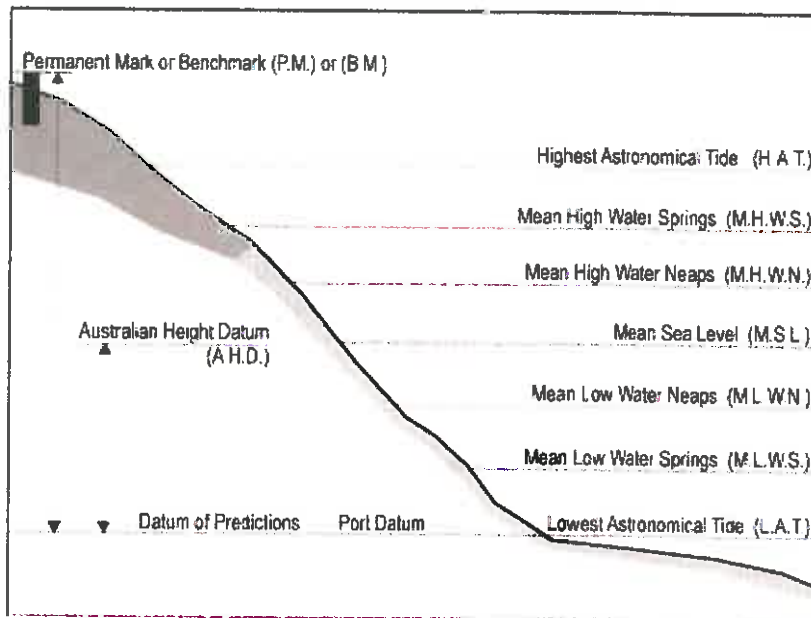 Permanent Mark or Benchmark (P.M.) or (B M)
Highest Astronomical Tide (H A T.)
Mean High Water Springs (M.H.W.S.)
Mean High Water Neaps (M.H.W.N.)
Australian Height Datum
(A H.D.)
Mean Sea Level (M.S L)
Mean Low Water Neaps (M L W.N)
Mean Low Water Springs (M L.W.S.)
Datum of Predictions Port Datum
Lowest Astronomical Tide (L.A.T)